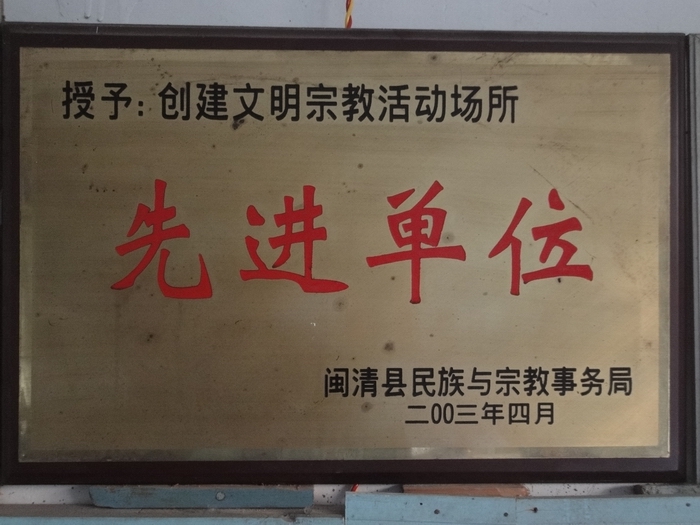 授予：创建文明宗教活动场所
先进单位
闽清县民族与宗教事务局
二00三年四月